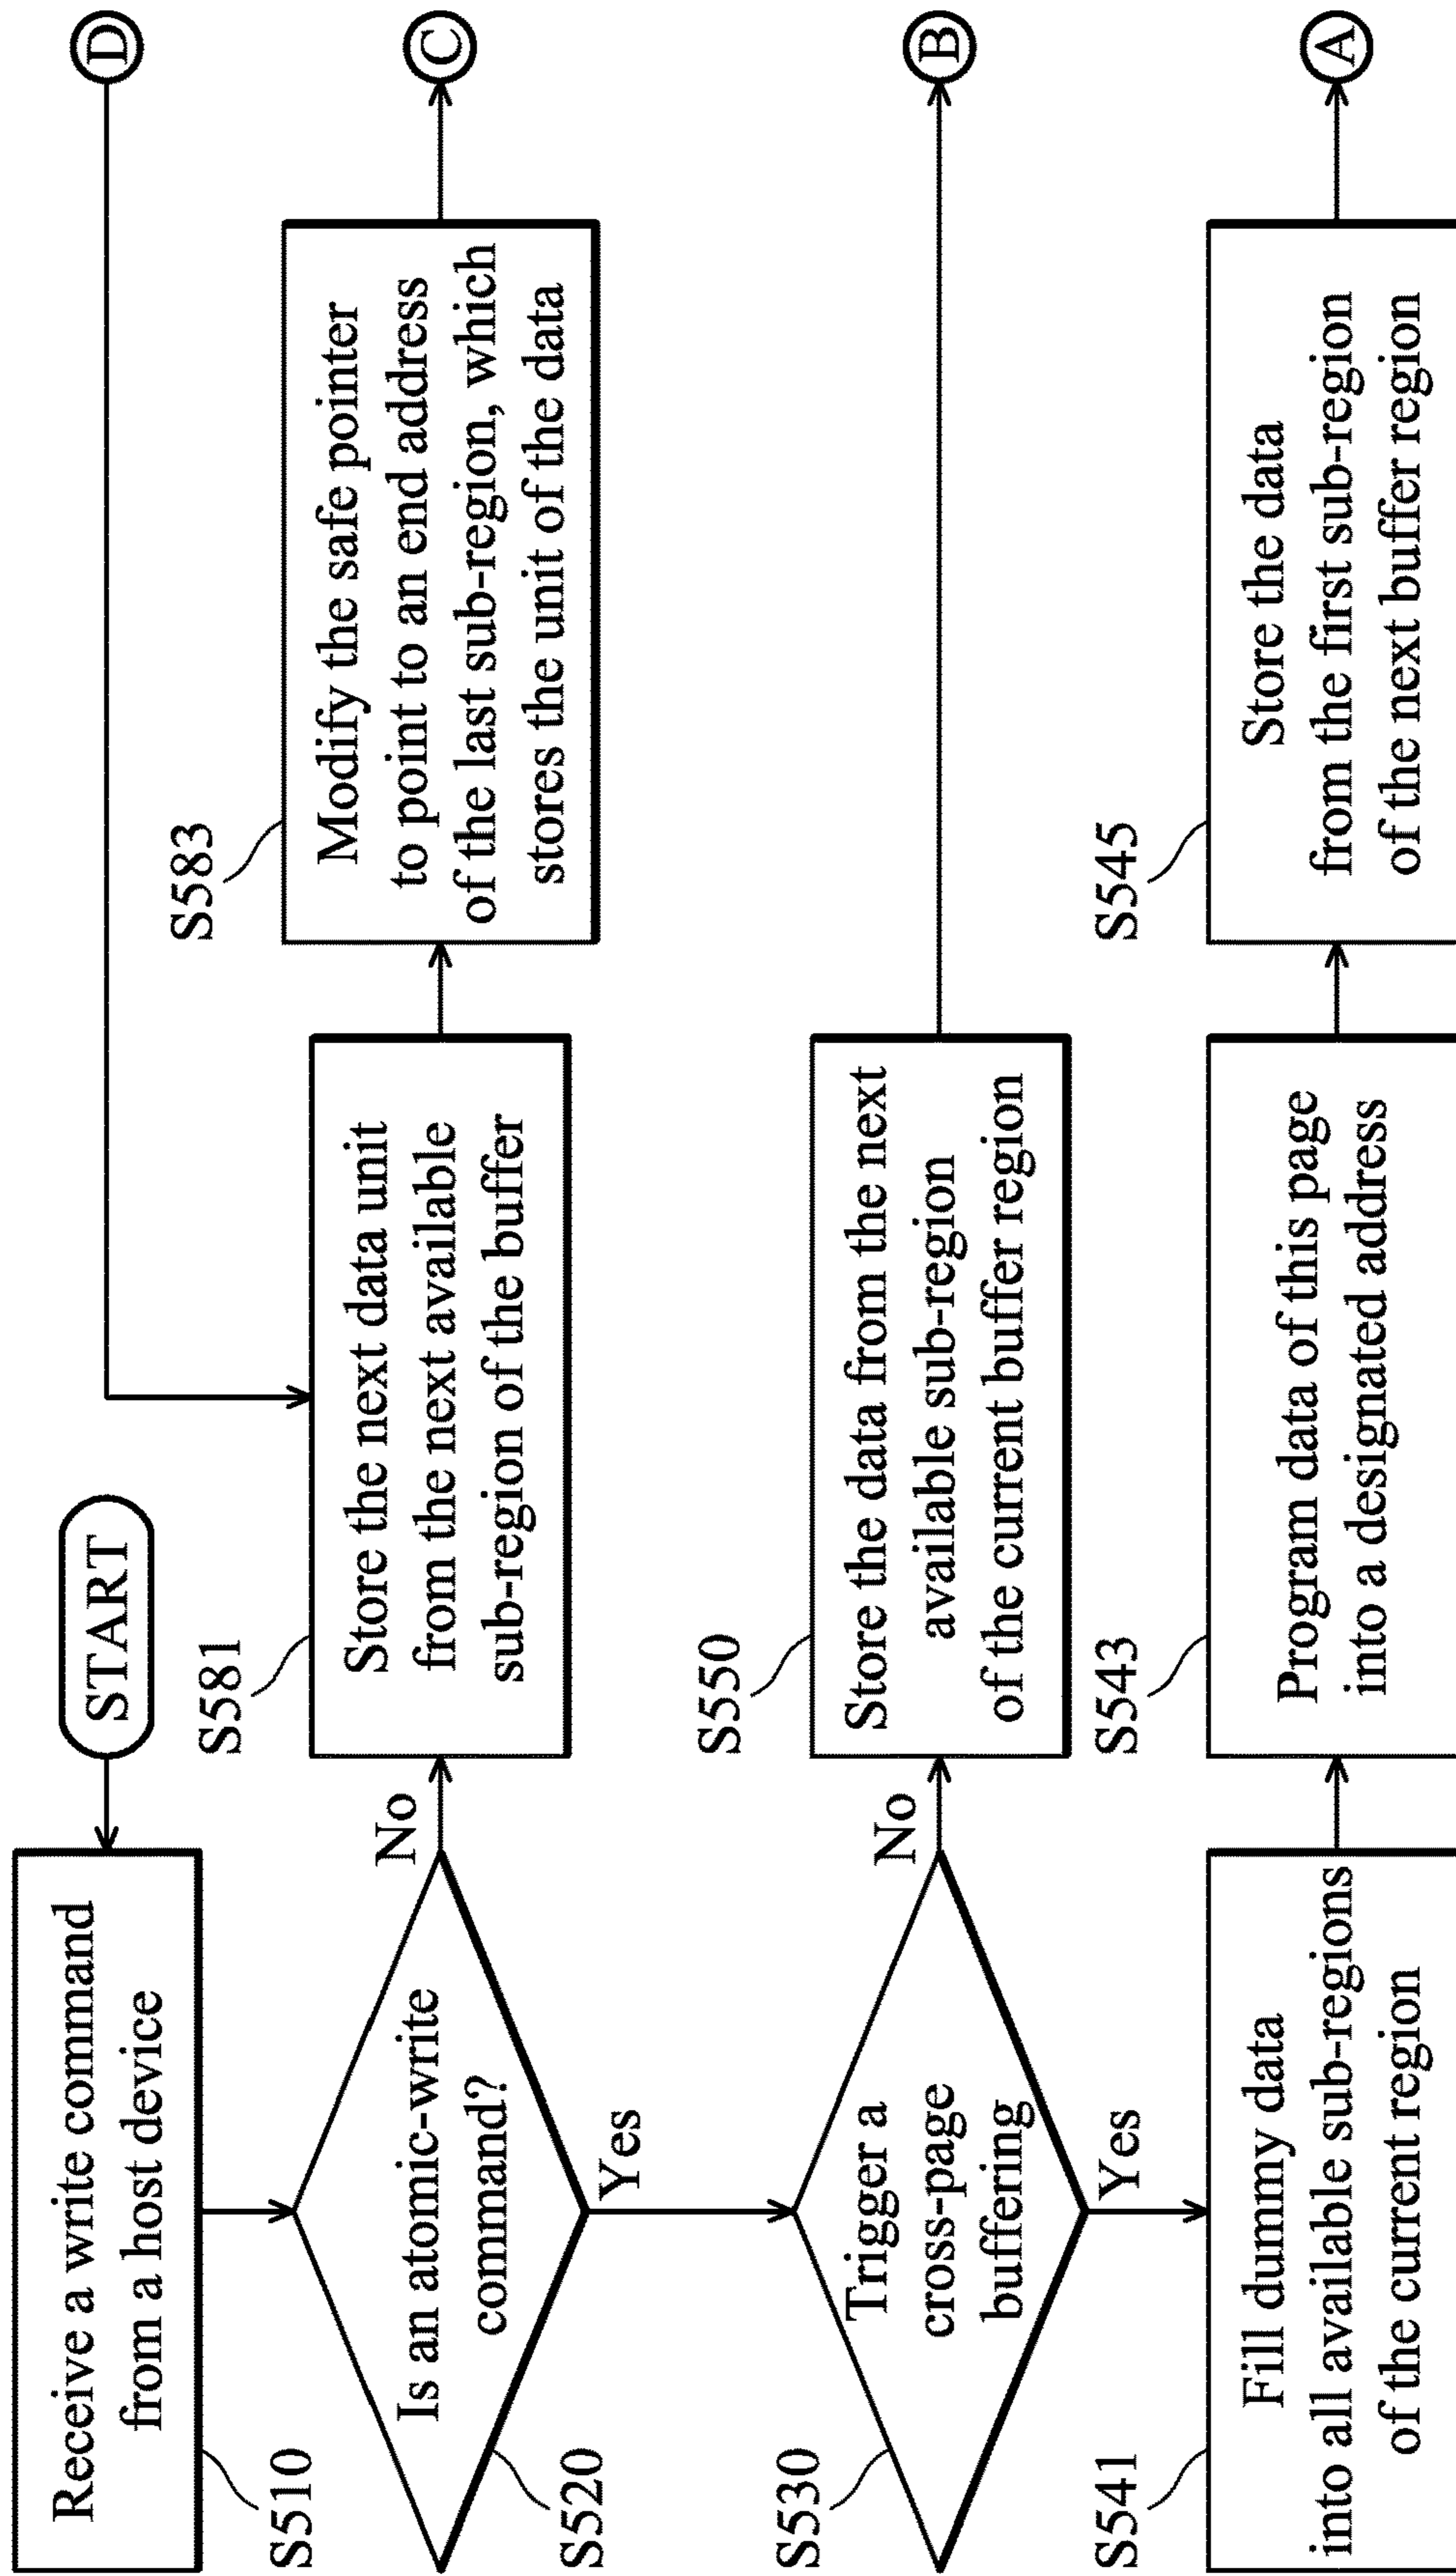 START
D
Receive a write command
from a host device
S510
Is an atomic-write
command?
S520
No
Yes
S581
Store the next data unit
from the next available
sub-region of the buffer
S583
Modify the safe pointer
to point to an end address
of the last sub-region, which
stores the unit of the data
C
Trigger a
cross-page
buffering
S530
No
Yes
S550
Store the data from the next
available sub-region
of the current buffer region
B
S541
Fill dummy data
into all available sub-regions
of the current region
S543
Program data of this page
into a designated address
S545
Store the data
from the first sub-region
of the next buffer region
A